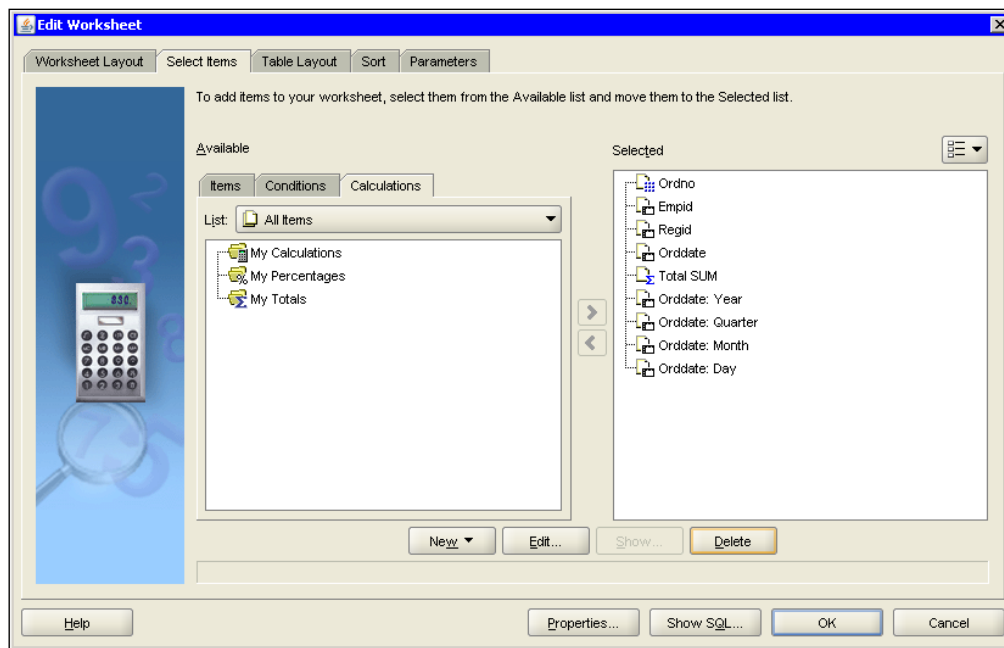 Edit Worksheet
Worksheet Layout Select Items Table Layout Sort Parameters
To add items to your worksheet, select them from the Available list and move them to the Selected list.
Available
Selected
Items Conditions Calculations
List: All Items
My Calculations
My Percentages
My Totals
Ordno
Empid
Regid
Orddate
Total SUM
Orddate: Year
Orddate: Quarter
Orddate: Month
Orddate: Day
New Edit... Show... Delete
Help Properties... Show SQL... OK Cancel